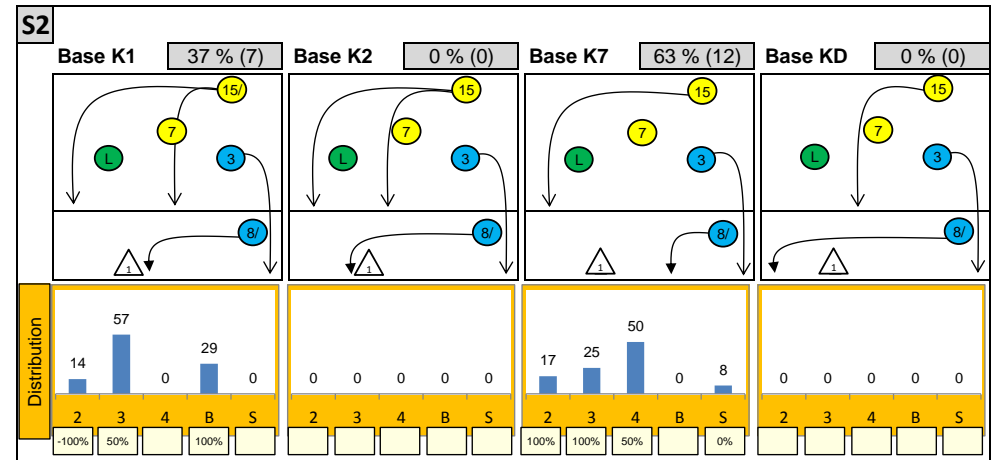 S2
Base K1 37 % (7) Base K2 0 % (0) Base K7 63 % (12) Base KD 0 % (0)
15/ 15 15 15
7 7 7 7
L 3 L 3 L 3 L 3
8/ 8/ 8/ 8/
1 1 1 1
Distribution
14 57 0 29 0 0 0 0 0 0 17 25 50 0 8 0 0 0 0 0
2 3 4 B S 2 3 4 B S 2 3 4 B S 2 3 4 B S
-100% 50% 100% 100% 100% 50% 0%